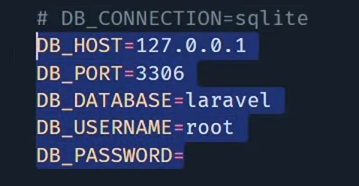 # DB_CONNECTION=sqlite
DB_HOST=127.0.0.1
DB_PORT=3306
DB_DATABASE=laravel
DB_USERNAME=root
DB_PASSWORD=